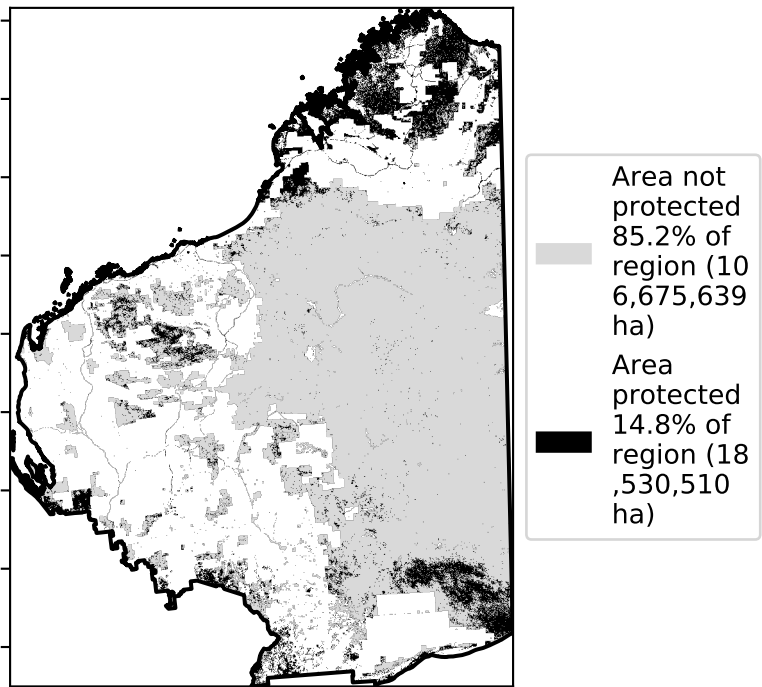 Area not
protected
85.2% of
region (10
6,675,639
ha)
Area
protected
14.8% of
region (18
,530,510
ha)